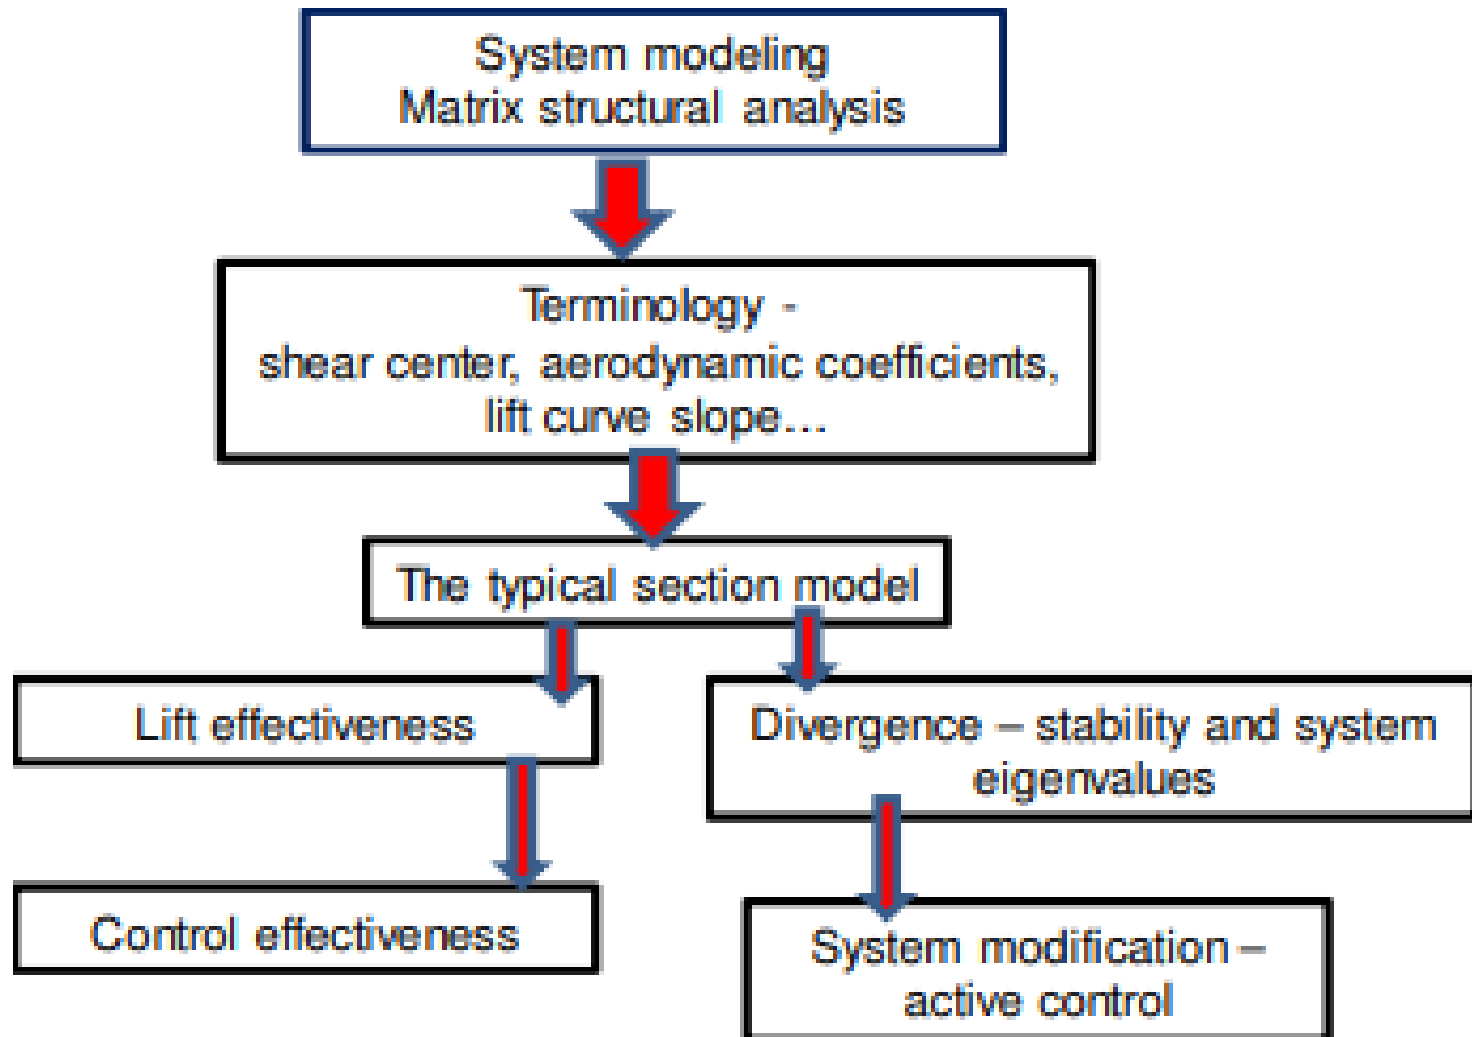 System modeling
Matrix structural analysis
Terminology -
shear center, aerodynamic coefficients,
lift curve slope...
The typical section model
Lift effectiveness
Divergence – stability and system
eigenvalues
Control effectiveness
System modification –
active control